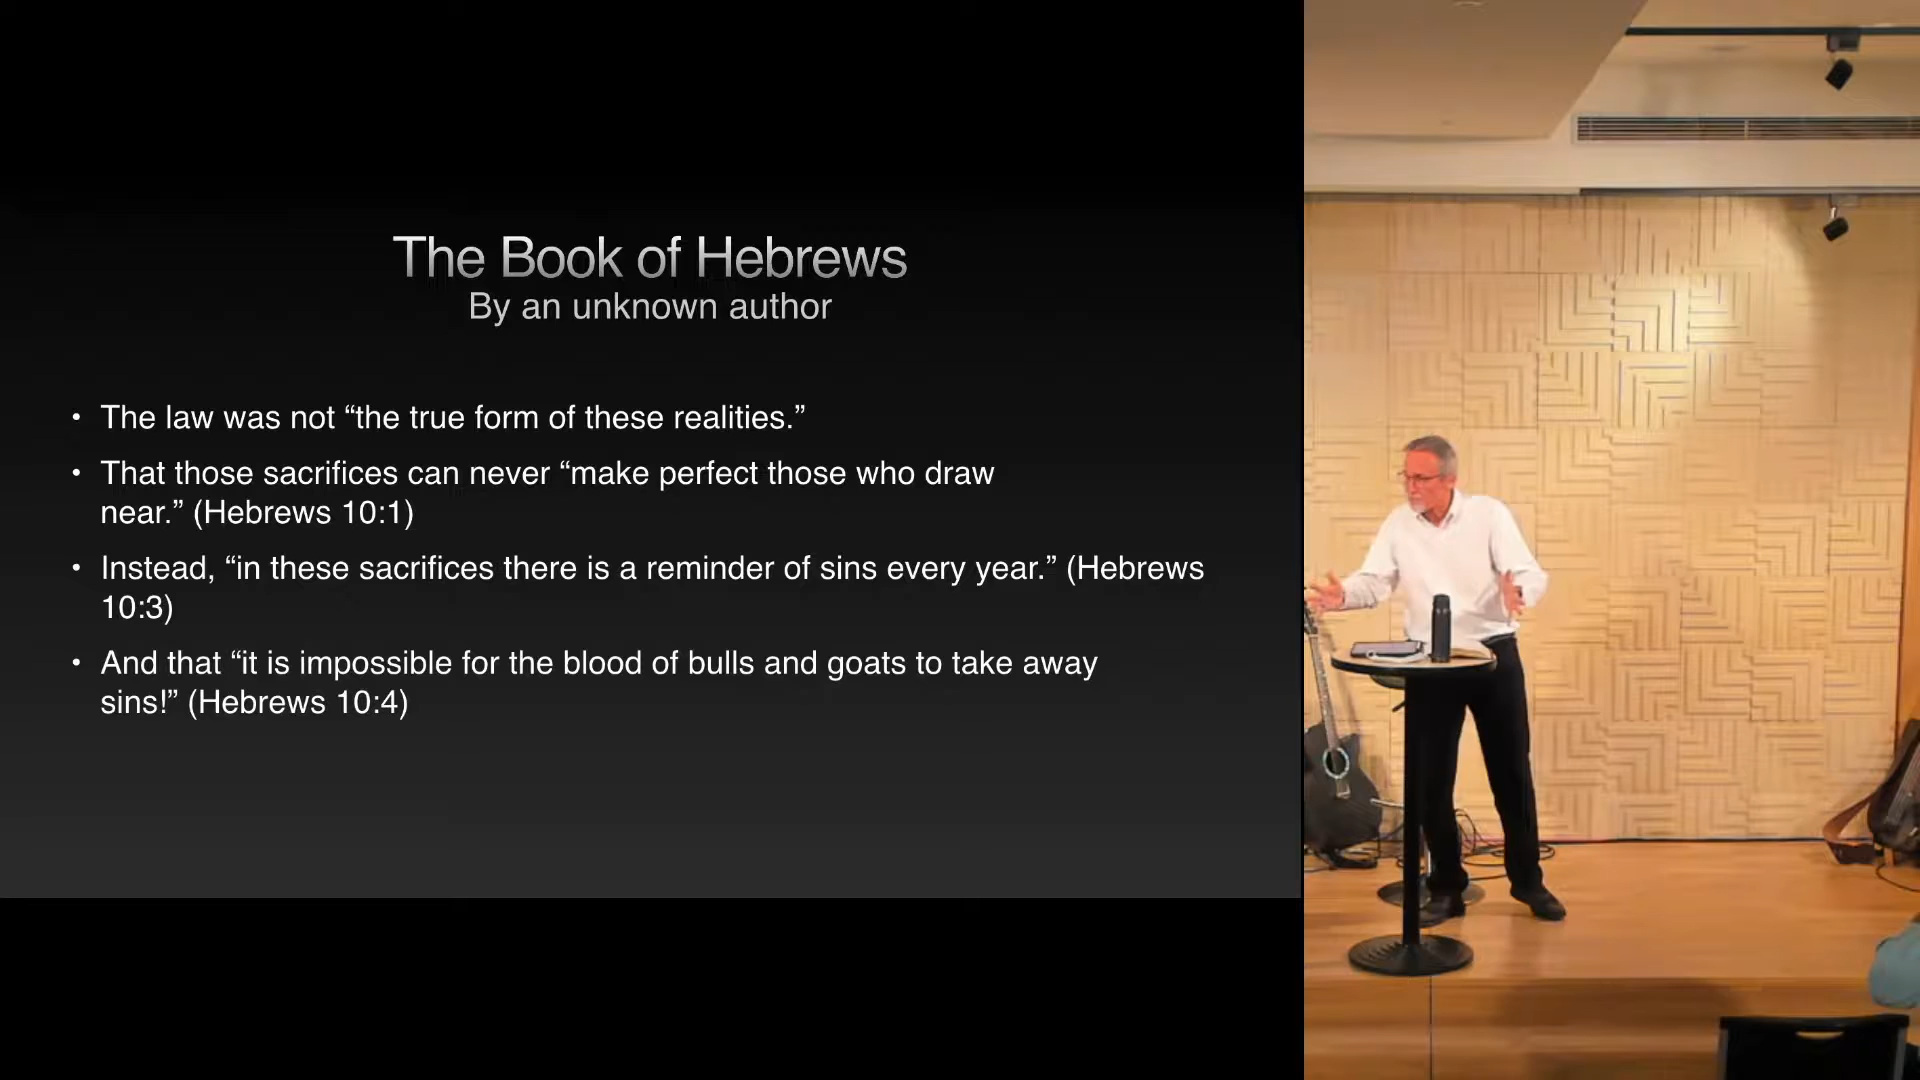 The Book of Hebrews
By an unknown author
• The law was not “the true form of these realities.”
• That those sacrifices can never “make perfect those who draw
near.” (Hebrews 10:1)
• Instead, “in these sacrifices there is a reminder of sins every year.” (Hebrews
10:3)
• And that “it is impossible for the blood of bulls and goats to take away
sins!” (Hebrews 10:4)